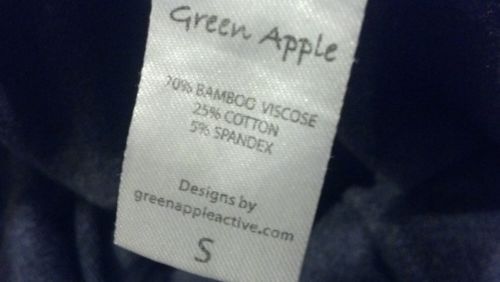 Green Apple
70% BAMBOO VISCOSE
25% COTTON
5% SPANDEX
Designs by
greenappleactive.com
S